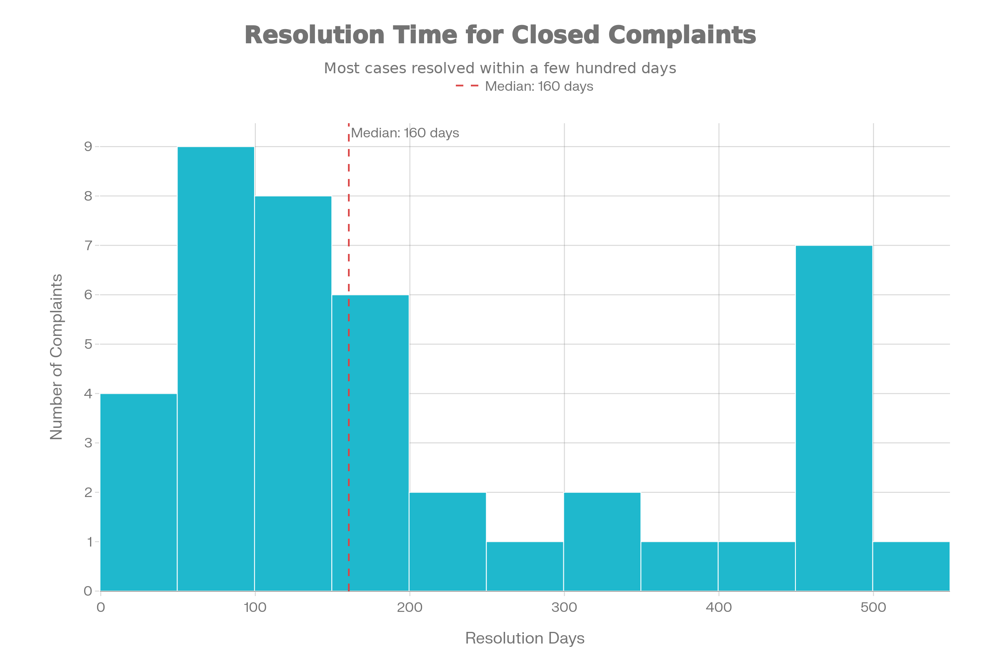 Resolution Time for Closed Complaints
Most cases resolved within a few hundred days
Median: 160 days
Median: 160 days
9
8
7
6
5
4
3
2
1
0
Number of Complaints
0 100 200 300 400 500
Resolution Days